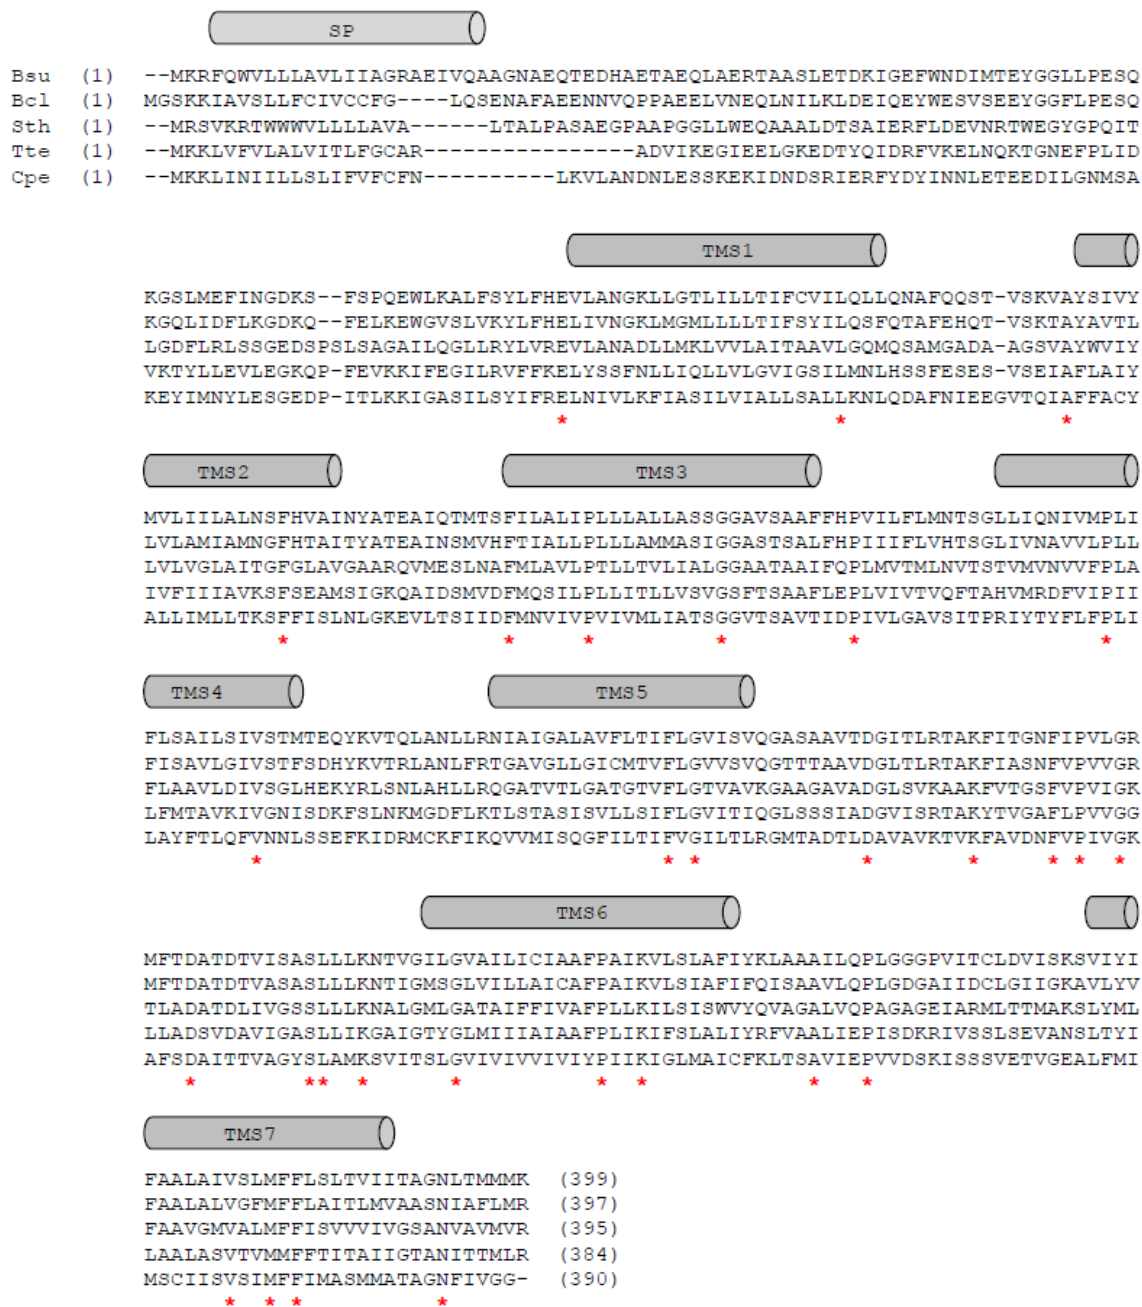 SP
Bsu (1) --MKRFQWVLLLAVLIIAGRAEIVQAAGNAEQTEDHAETAEQLAERTAASLETDKIGEFWNDIMTEYGGLLPESQ
Bcl (1) MGSKKIAVSLLFCIVCCFG----LQSENAFAEENNVQPPAEELVNEQLNILKLDEIQEYWESVSEEYGGFLPESQ
Sth (1) --MRSVKRTWWWVLLLLAVA------LTALPASAEGPAAPGGLLWEQAAALDTSAIERFLDEVNRTWEGYGPQIT
Tte (1) --MKKLVFVLALVITLFGCAR----------------ADVIKEGIEELGKEDTYQIDRFVKELNQKTGNEFPLID
Cpe (1) --MKKLINIILLSLIFVFCFN----------LKVLANDNLESSKEKIDNDSRIERFYDYINNLETEEDILGNMSA
TMS1
KGSLMEFINGDKS--FSPQEWLKALFSYLFHEVLANGKLLGTLILLTIFCVILQLLQNAFQQST-VSKVAYSIVY
KGQLIDFLKGDKQ--FELKEWGVSLVKYLFHELIVNGKLMGMLLLLTIFSYILQSFQTAFEHQT-VSKTAYAVTL
LGDFLRLSSGEDSPSLSAGAILQGLLRYLVREVLANADLLMKLVVLAITAAVLGQMQSAMGADA-AGSVAYWVIY
VKTYLLEVLEGKQP-FEVKKIFEGILRVFFKELYSSFNLLIQLLVLGVIGSILMNLHSSFESES-VSEIAFLAIY
KEYIMNYLESGEDP-ITLKKIGASILSYIFRELNIVLKFIASILVIALLSALLKNLQDAFNIEEGVTQIAFFACY
* * *
TMS2 TMS3
MVLIILALNSFHVAINYATEAIQTMTSFILALIPLLLALLASSGGAVSAAFFHPVILFLMNTSGLLIQNIVMPLI
LVLAMIAMNGFHTAITYATEAINSMVHFTIALLPLLLAMMASIGGASTSALFHPIIIFLVHTSGLIVNAVVLPLL
LVLVGLAITGFGLAVGAARQVMESLNAFMLAVLPTLLTVLIALGGAATAAIFQPLMVTMLNVTSTVMVNVVFPLA
IVFIIIAVKSFSEAMSIGKQAIDSMVDFMQSILPLLITLLVSVGSFTSAAFLEPLVIVTVQFTAHVMRDFVIPII
ALLIMLLTKSFFISLNLGKEVLTSIIDFMNVIVPVIVMLIATSGGVTSAVTIDPIVLGAVSITPRIYTYFLFPLI
* * * * * *
TMS4 TMS5
FLSAILSIVSTMTEQYKVTQLANLLRNIAIGALAVFLTIFLGVISVQGASAAVTDGITLRTAKFITGNFIPVLGR
FISAVLGIVSTFSDHYKVTRLANLFRTGAVGLLGICMTVFLGVVSVQGTTTAAVDGLTLRTAKFIASNFVPVVGR
FLAAVLDIVSGLHEKYRLSNLAHLLRQGATVTLGATGTVFLGTVAVKGAAGAVADGLSVKAAKFVTGSFVPVIGK
LFMTAVKIVGNISDKFSLNKMGDFLKTLSTASISVLLSIFLGVITIQGLSSSIADGVISRTAKYTVGAFLPVVGG
LAYFTLQFVNNLSSEFKIDRMCKFIKQVVMISQGFILTIFVGILTLRGMTADTLDAVAVKTVKFAVDNFVPIVGK
* * * * * * * *
TMS6
MFTDATDTVISASLLLKNTVGILGVAILICIAAFPAIKVLSLAFIYKLAAAILQPLGGGPVITCLDVISKSVIYI
MFTDATDTVASASLLLKNTIGMSGLVILLAICAFPAIKVLSIAFIFQISAAVLQPLGDGAIIDCLGIIGKAVLYV
TLADATDLIVGSSLLLKNALGMLGATAIFFIVAFPLLKILSISWVYQVAGALVQPAGAGEIARMLTTMAKSLYML
LLADSVDAVIGASLLIKGAIGTYGLMIIIAIAAFPLIKIFSLALIYRFVAALIEPISDKRIVSSLSEVANSLTYI
AFSDAITTVAGYSLAMKSVITSLGVIVIVVIVIYPIIKIGLMAICFKLTSAVIEPVVDSKISSSVETVGEALFMI
* ** * * * * * *
TMS7
FAALAIVSLMFFLSLTVIITAGNLTMMMK (399)
FAALALVGFMFFLAITLMVAASNIAFLMR (397)
FAAVGMVALMFFISVVVIVGSANVAVMVR (395)
LAALASVTVMMFFTITAIIGTANITTMLR (384)
MSCIISVSIMFFIMASMMATAGNFIVGG- (390)
* * * *